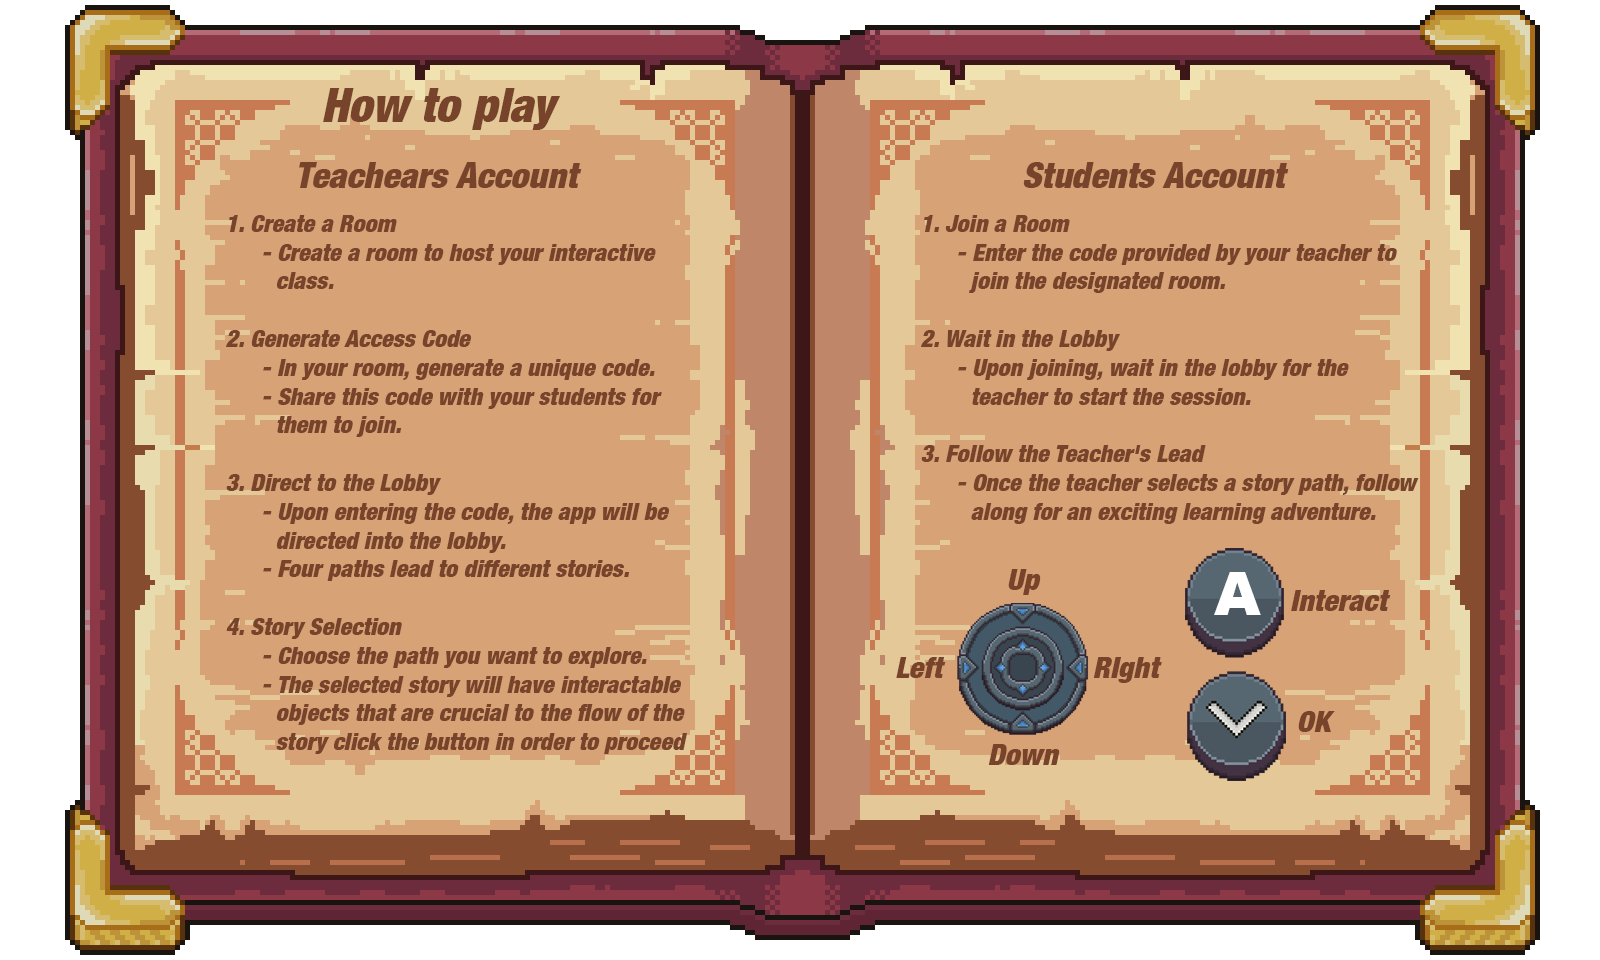 How to play
Teachears Account
1. Create a Room
- Create a room to host your interactive
class.
2. Generate Access Code
- In your room, generate a unique code.
- Share this code with your students for
them to join.
3. Direct to the Lobby
- Upon entering the code, the app will be
directed into the lobby.
- Four paths lead to different stories.
4. Story Selection
- Choose the path you want to explore.
- The selected story will have interactable
objects that are crucial to the flow of the
story click the button in order to proceed
Students Account
1. Join a Room
- Enter the code provided by your teacher to
join the designated room.
2. Wait in the Lobby
- Upon joining, wait in the lobby for the
teacher to start the session.
3. Follow the Teacher's Lead
- Once the teacher selects a story path, follow
along for an exciting learning adventure.
Up
Left
RIght
Down
A
Interact
OK